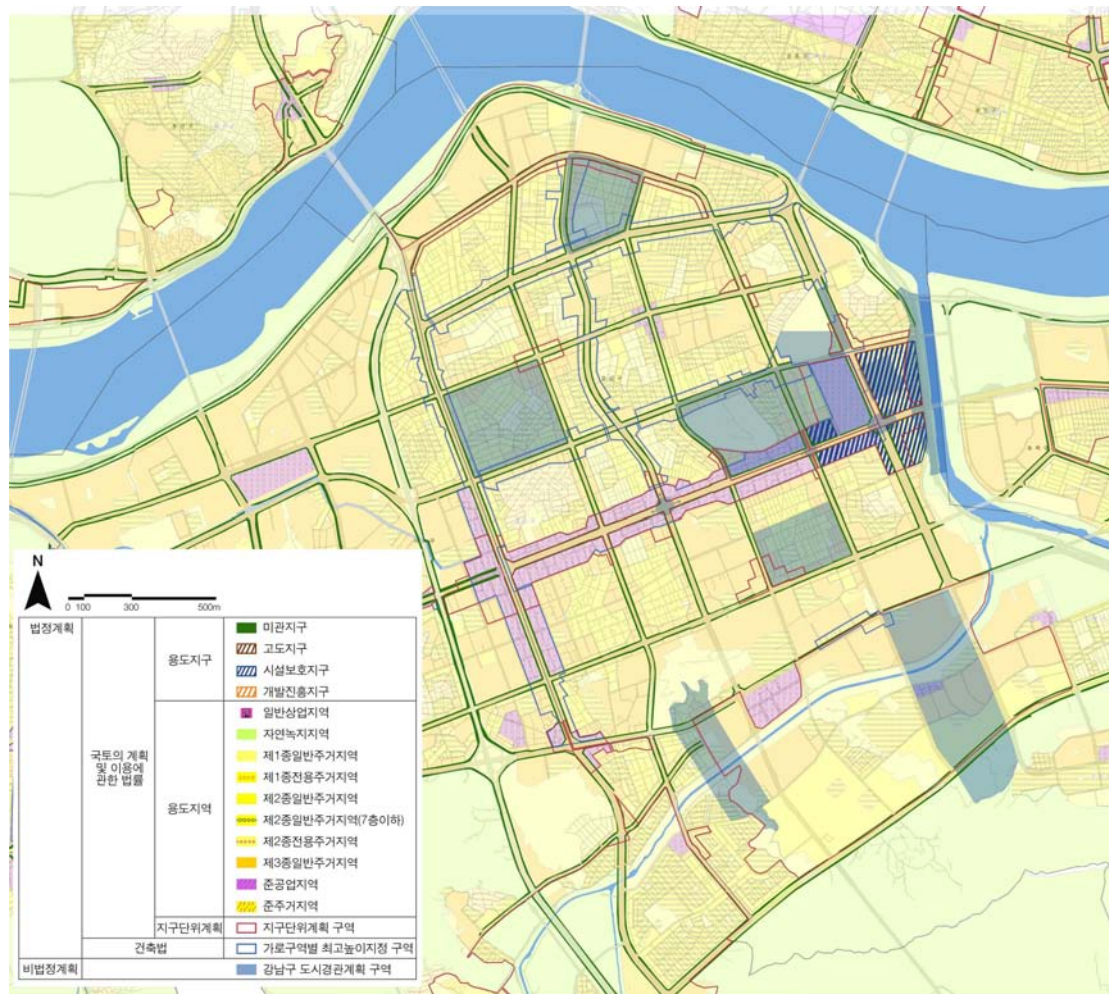 N
0 100 300 500m
법정계획
국토의 계획
및 이용에
관한 법률
용도지구
미관지구
고도지구
시설보호지구
개발진흥지구
용도지역
일반상업지역
자연녹지지역
제1종일반주거지역
제1종전용주거지역
제2종일반주거지역
제2종일반주거지역(7층이하)
제2종전용주거지역
제3종일반주거지역
준공업지역
준주거지역
지구단위계획
지구단위계획 구역
건축법
가로구역별 최고높이지정 구역
비법정계획
강남구 도시경관계획 구역